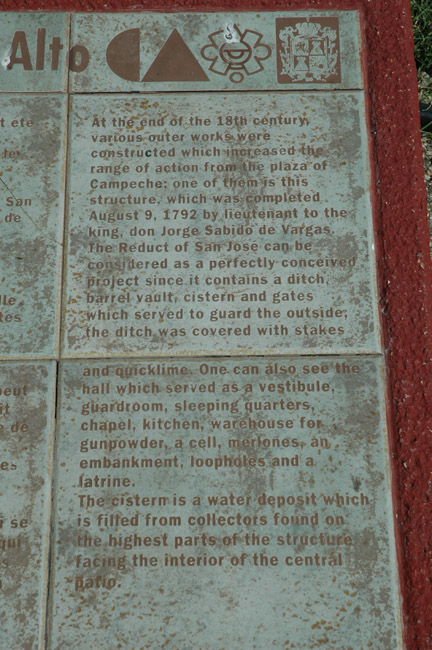 Alto
At the end of the 18th century,
various outer works were
constructed which increased the
range of action from the plaza of
Campeche; one of them is this
structure, which was completed
August 9, 1792 by lieutenant to the
king, don Jorge Sabido de Vargas.
The Reduct of San José can be
considered as a perfectly conceived
project since it contains a ditch,
barrel vault, cistern and gates
which served to guard the outside;
the ditch was covered with stakes
and quicklime. One can also see the
hall which served as a vestibule,
guardroom, sleeping quarters,
chapel, kitchen, warehouse for
gunpowder, a cell, merlones, an
embankment, loopholes and a
latrine.
The cistern is a water deposit which
is filled from collectors found on
the highest parts of the structure
facing the interior of the central
patio.
San
de